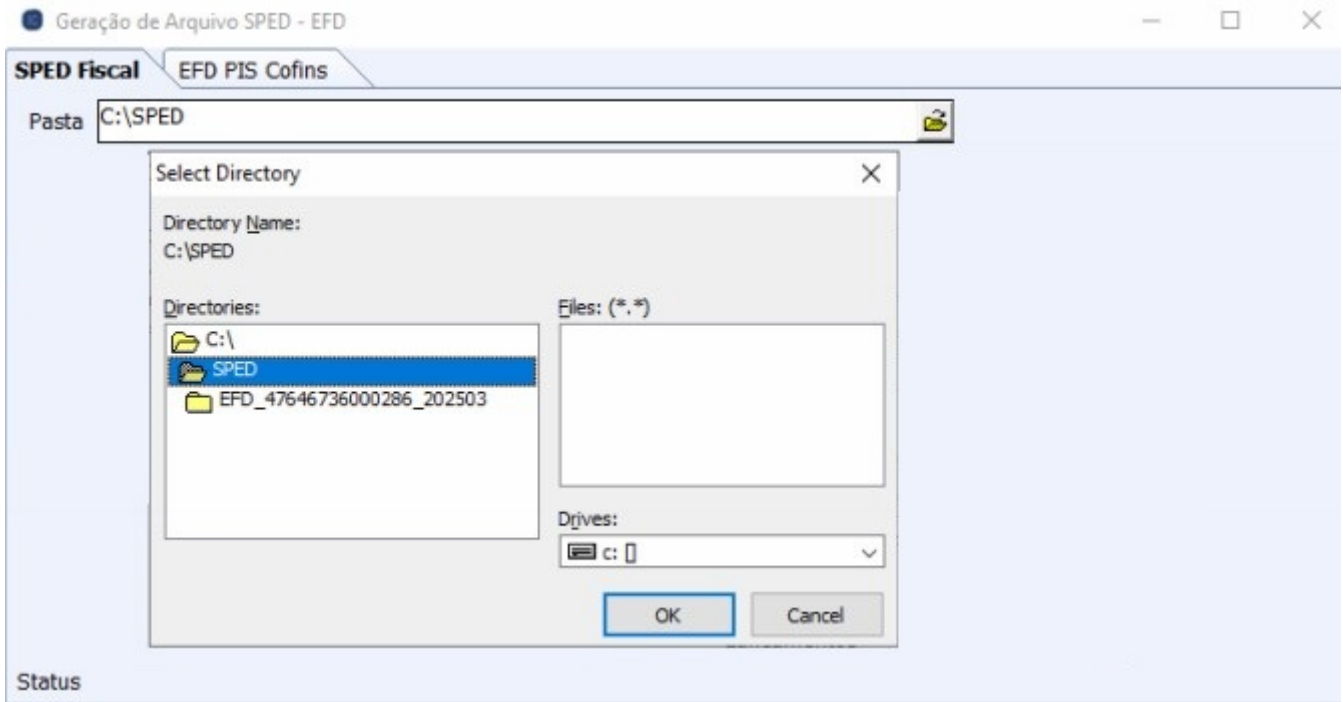 Geração de Arquivo SPED - EFD
SPED Fiscal EFD PIS Cofins
Pasta C:\SPED
Select Directory
Directory Name:
C:\SPED
Directories: Files: (*.*)
C:\
SPED
EFD_47646736000286_202503
Drives:
c: []
OK Cancel
Status